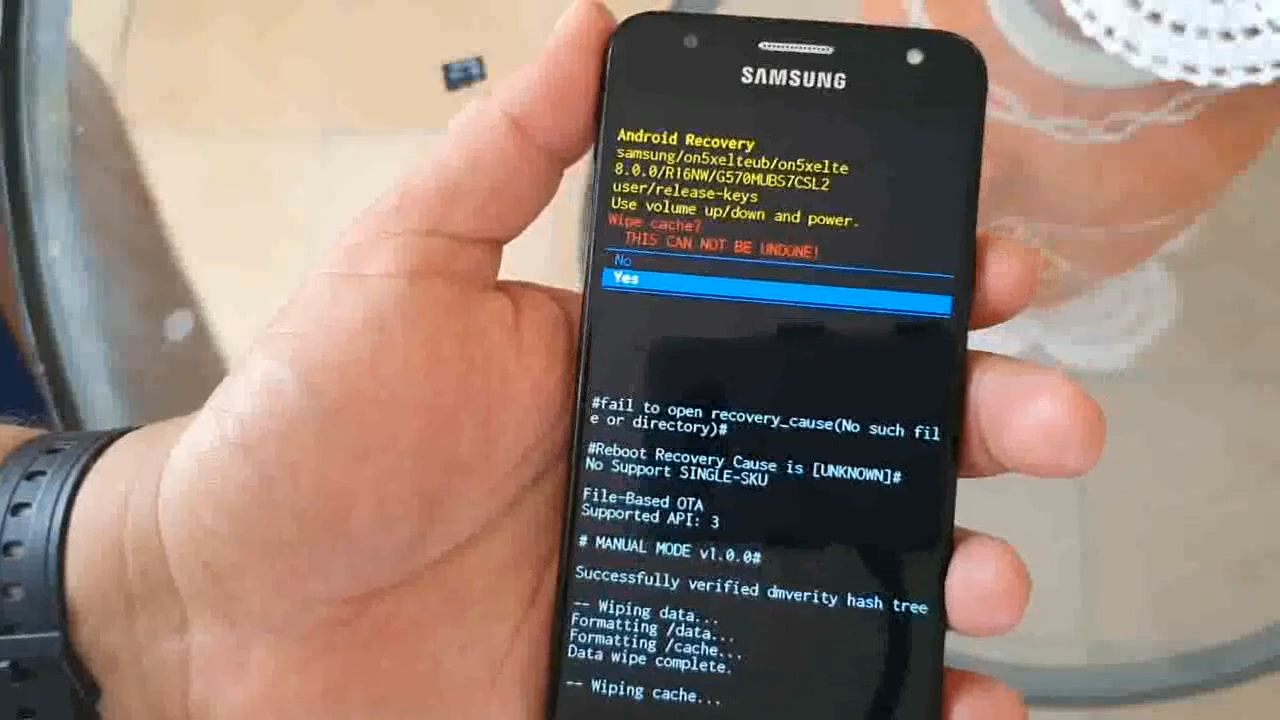 SAMSUNG
Android Recovery
samsung/on5xelteub/on5xelte
8.0.0/R16NW/G570MUBS7CSL2
user/release-keys
Use volume up/down and power.
Wipe cache?
THIS CAN NOT BE UNDONE!
No
Yes
#fail to open recovery_cause(No such fil
e or directory)#
#Reboot Recovery Cause is [UNKNOWN]#
No Support SINGLE-SKU
File-Based OTA
Supported API: 3
# MANUAL MODE v1.0.0#
Successfully verified dmverity hash tree
-- Wiping data...
Formatting /data...
Formatting /cache...
Data wipe complete.
-- Wiping cache...